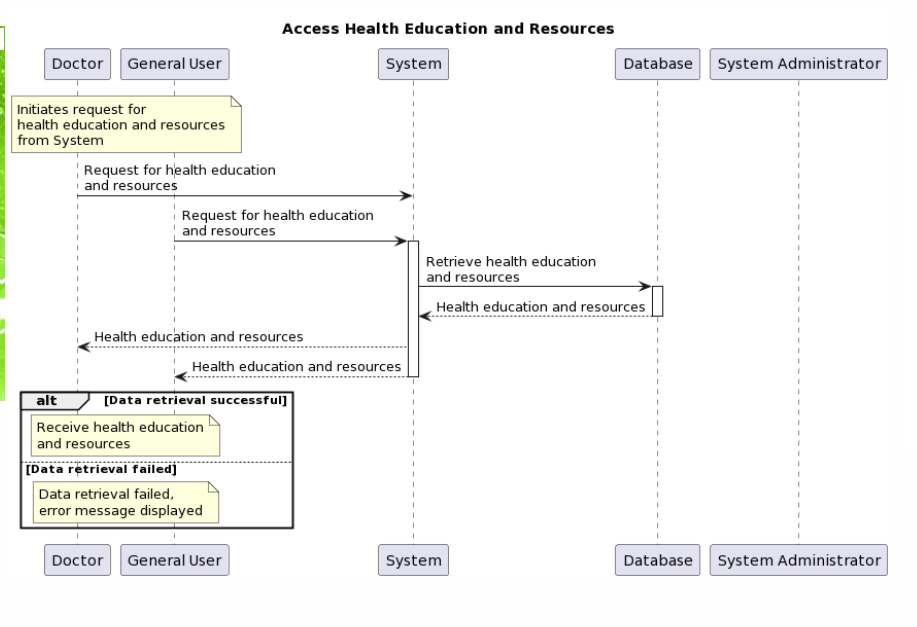 Access Health Education and Resources
Doctor
General User
System
Database
System Administrator
Initiates request for
health education and resources
from System
Request for health education
and resources
Request for health education
and resources
Retrieve health education
and resources
Health education and resources
Health education and resources
Health education and resources
alt
[Data retrieval successful]
Receive health education
and resources
[Data retrieval failed]
Data retrieval failed,
error message displayed
Doctor
General User
System
Database
System Administrator